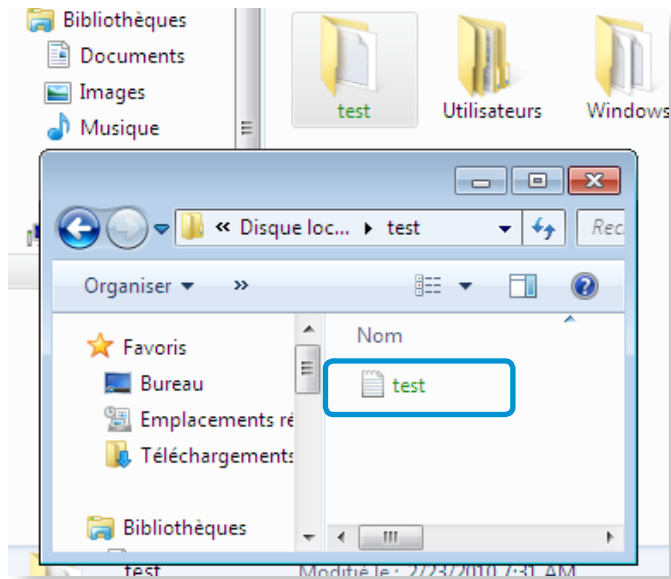 Bibliothèques
Documents
Images
Musique
test
Utilisateurs
Windows
« Disque loc... ▸ test
Rec
Organiser
»
Nom
Favoris
Bureau
Emplacements ré
Téléchargements
Bibliothèques
test
test
Modifié le : 2/23/2010 7:31 AM